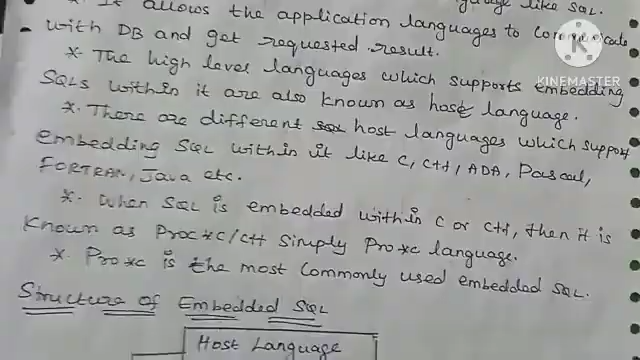 like SQL.
* It allows the application languages to communicate
with DB and get requested result.
* The high level languages which supports embedding
SQLs within it are also known as host language.
* There are different host languages which support
embedding SQL within it like C, C++, ADA, Pascal,
FORTRAN, Java etc.
* When SQL is embedded within C or C++, then it is
known as Pro*C/C++ simply Pro*C language.
* Pro*C is the most commonly used embedded SQL.
Structure of Embedded SQL
Host Language
KINEMASTER